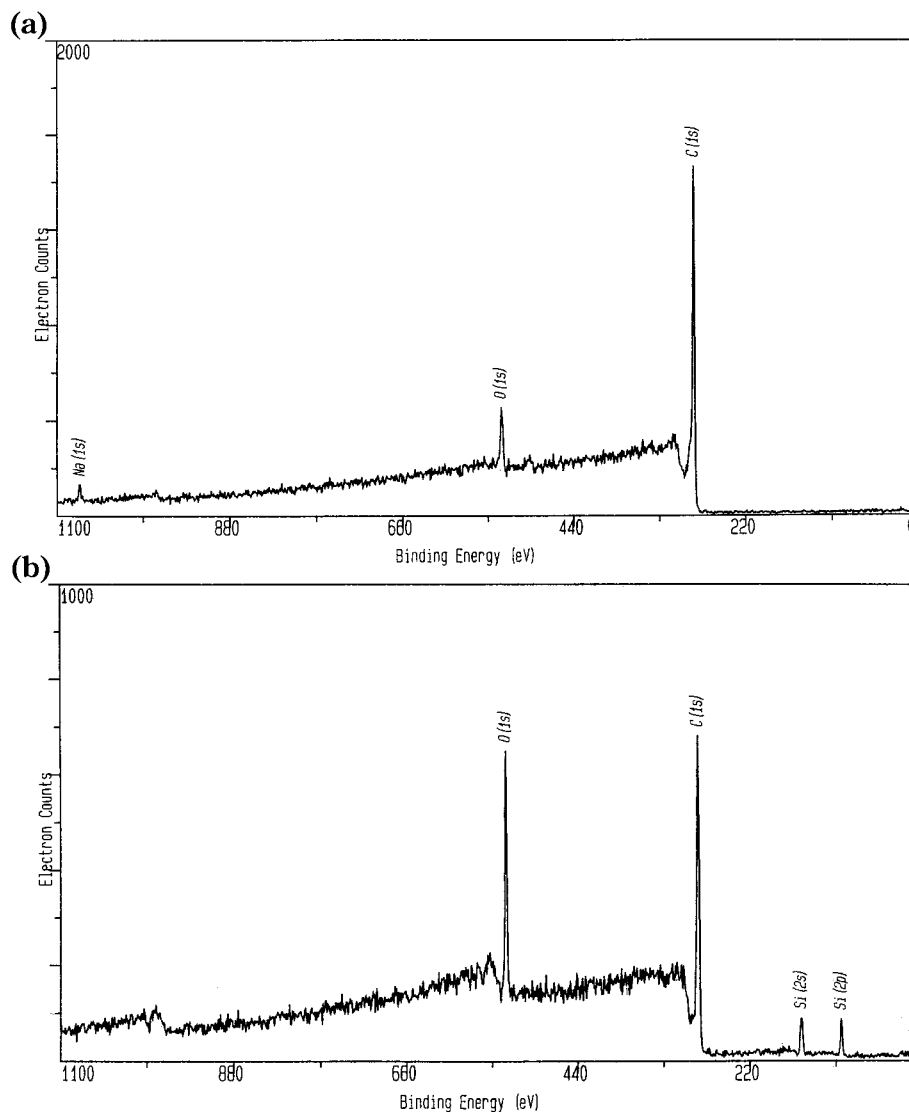 (a)
2000
C(1s)
O(1s)
Na(1s)
Electron Counts
1100 880 660 440 220
Binding Energy (eV)
(b)
1000
O(1s)
C(1s)
Si(2s)
Si(2p)
Electron Counts
1100 880 660 440 220
Binding Energy (eV)